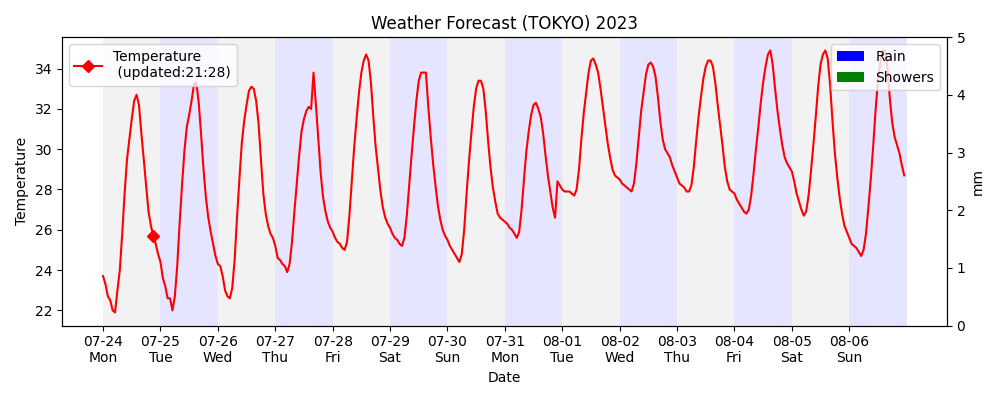 Weather Forecast (TOKYO) 2023
Temperature
(updated:21:28)
Rain
Showers
Temperature
34
32
30
28
26
24
22
5
4
3
2
1
0
mm
07-24 07-25 07-26 07-27 07-28 07-29 07-30 07-31 08-01 08-02 08-03 08-04 08-05 08-06
Mon Tue Wed Thu Fri Sat Sun Mon Tue Wed Thu Fri Sat Sun
Date